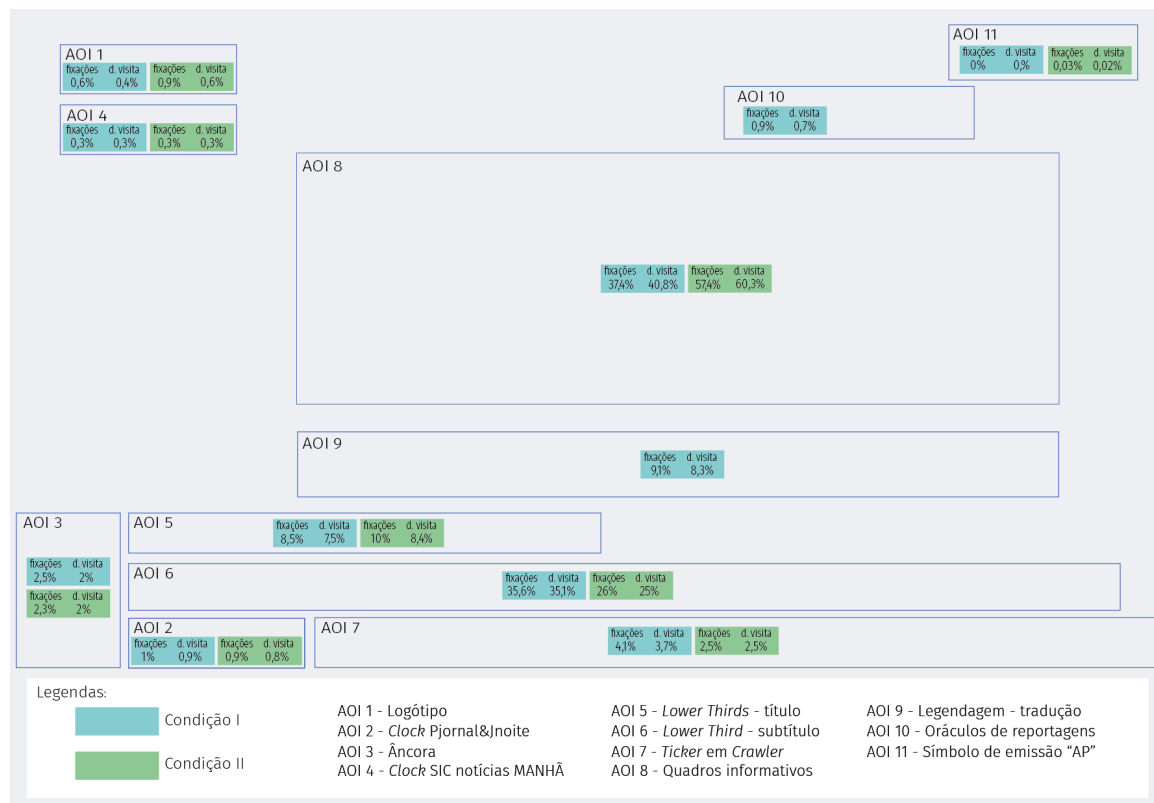 AOI 1
fixações d. visita fixações d. visita
0,6% 0,4% 0,9% 0,6%
AOI 11
fixações d. visita fixações d. visita
0% 0,% 0,03% 0,02%
AOI 4
fixações d. visita fixações d. visita
0,3% 0,3% 0,3% 0,3%
AOI 10
fixações d. visita
0,9% 0,7%
AOI 8
fixações d. visita fixações d. visita
37,4% 40,8% 57,4% 60,3%
AOI 9
fixações d. visita
9,1% 8,3%
AOI 3
fixações d. visita
2,5% 2%
fixações d. visita
2,3% 2%
AOI 5
fixações d. visita fixações d. visita
8,5% 7,5% 10% 8,4%
AOI 6
fixações d. visita fixações d. visita
35,6% 35,1% 26% 25%
AOI 2
fixações d. visita fixações d. visita
1% 0,9% 0,9% 0,8%
AOI 7
fixações d. visita fixações d. visita
4,1% 3,7% 2,5% 2,5%
Legendas:
Condição I
Condição II
AOI 1 - Logótipo
AOI 2 - Clock Pjornal&Jnoite
AOI 3 - Âncora
AOI 4 - Clock SIC notícias MANHÃ
AOI 5 - Lower Thirds - título
AOI 6 - Lower Third - subtítulo
AOI 7 - Ticker em Crawler
AOI 8 - Quadros informativos
AOI 9 - Legendagem - tradução
AOI 10 - Oráculos de reportagens
AOI 11 - Símbolo de emissão “AP”